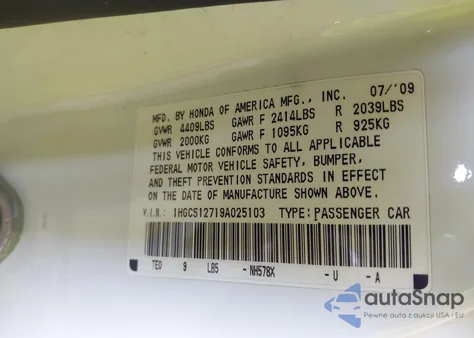 MFD. BY HONDA OF AMERICA MFG., INC. 07/'09
GVWR 4409LBS GAWR F 2414LBS R 2039LBS
GVWR 2000KG GAWR F 1095KG R 925KG
THIS VEHICLE CONFORMS TO ALL APPLICABLE
FEDERAL MOTOR VEHICLE SAFETY, BUMPER,
AND THEFT PREVENTION STANDARDS IN EFFECT
ON THE DATE OF MANUFACTURE SHOWN ABOVE.
V.I.N: 1HGCS12719A025103 TYPE: PASSENGER CAR
TE0 9 LB5 -NH578X -U -A
autoSnap
Pewne auta z aukcji USA - EU